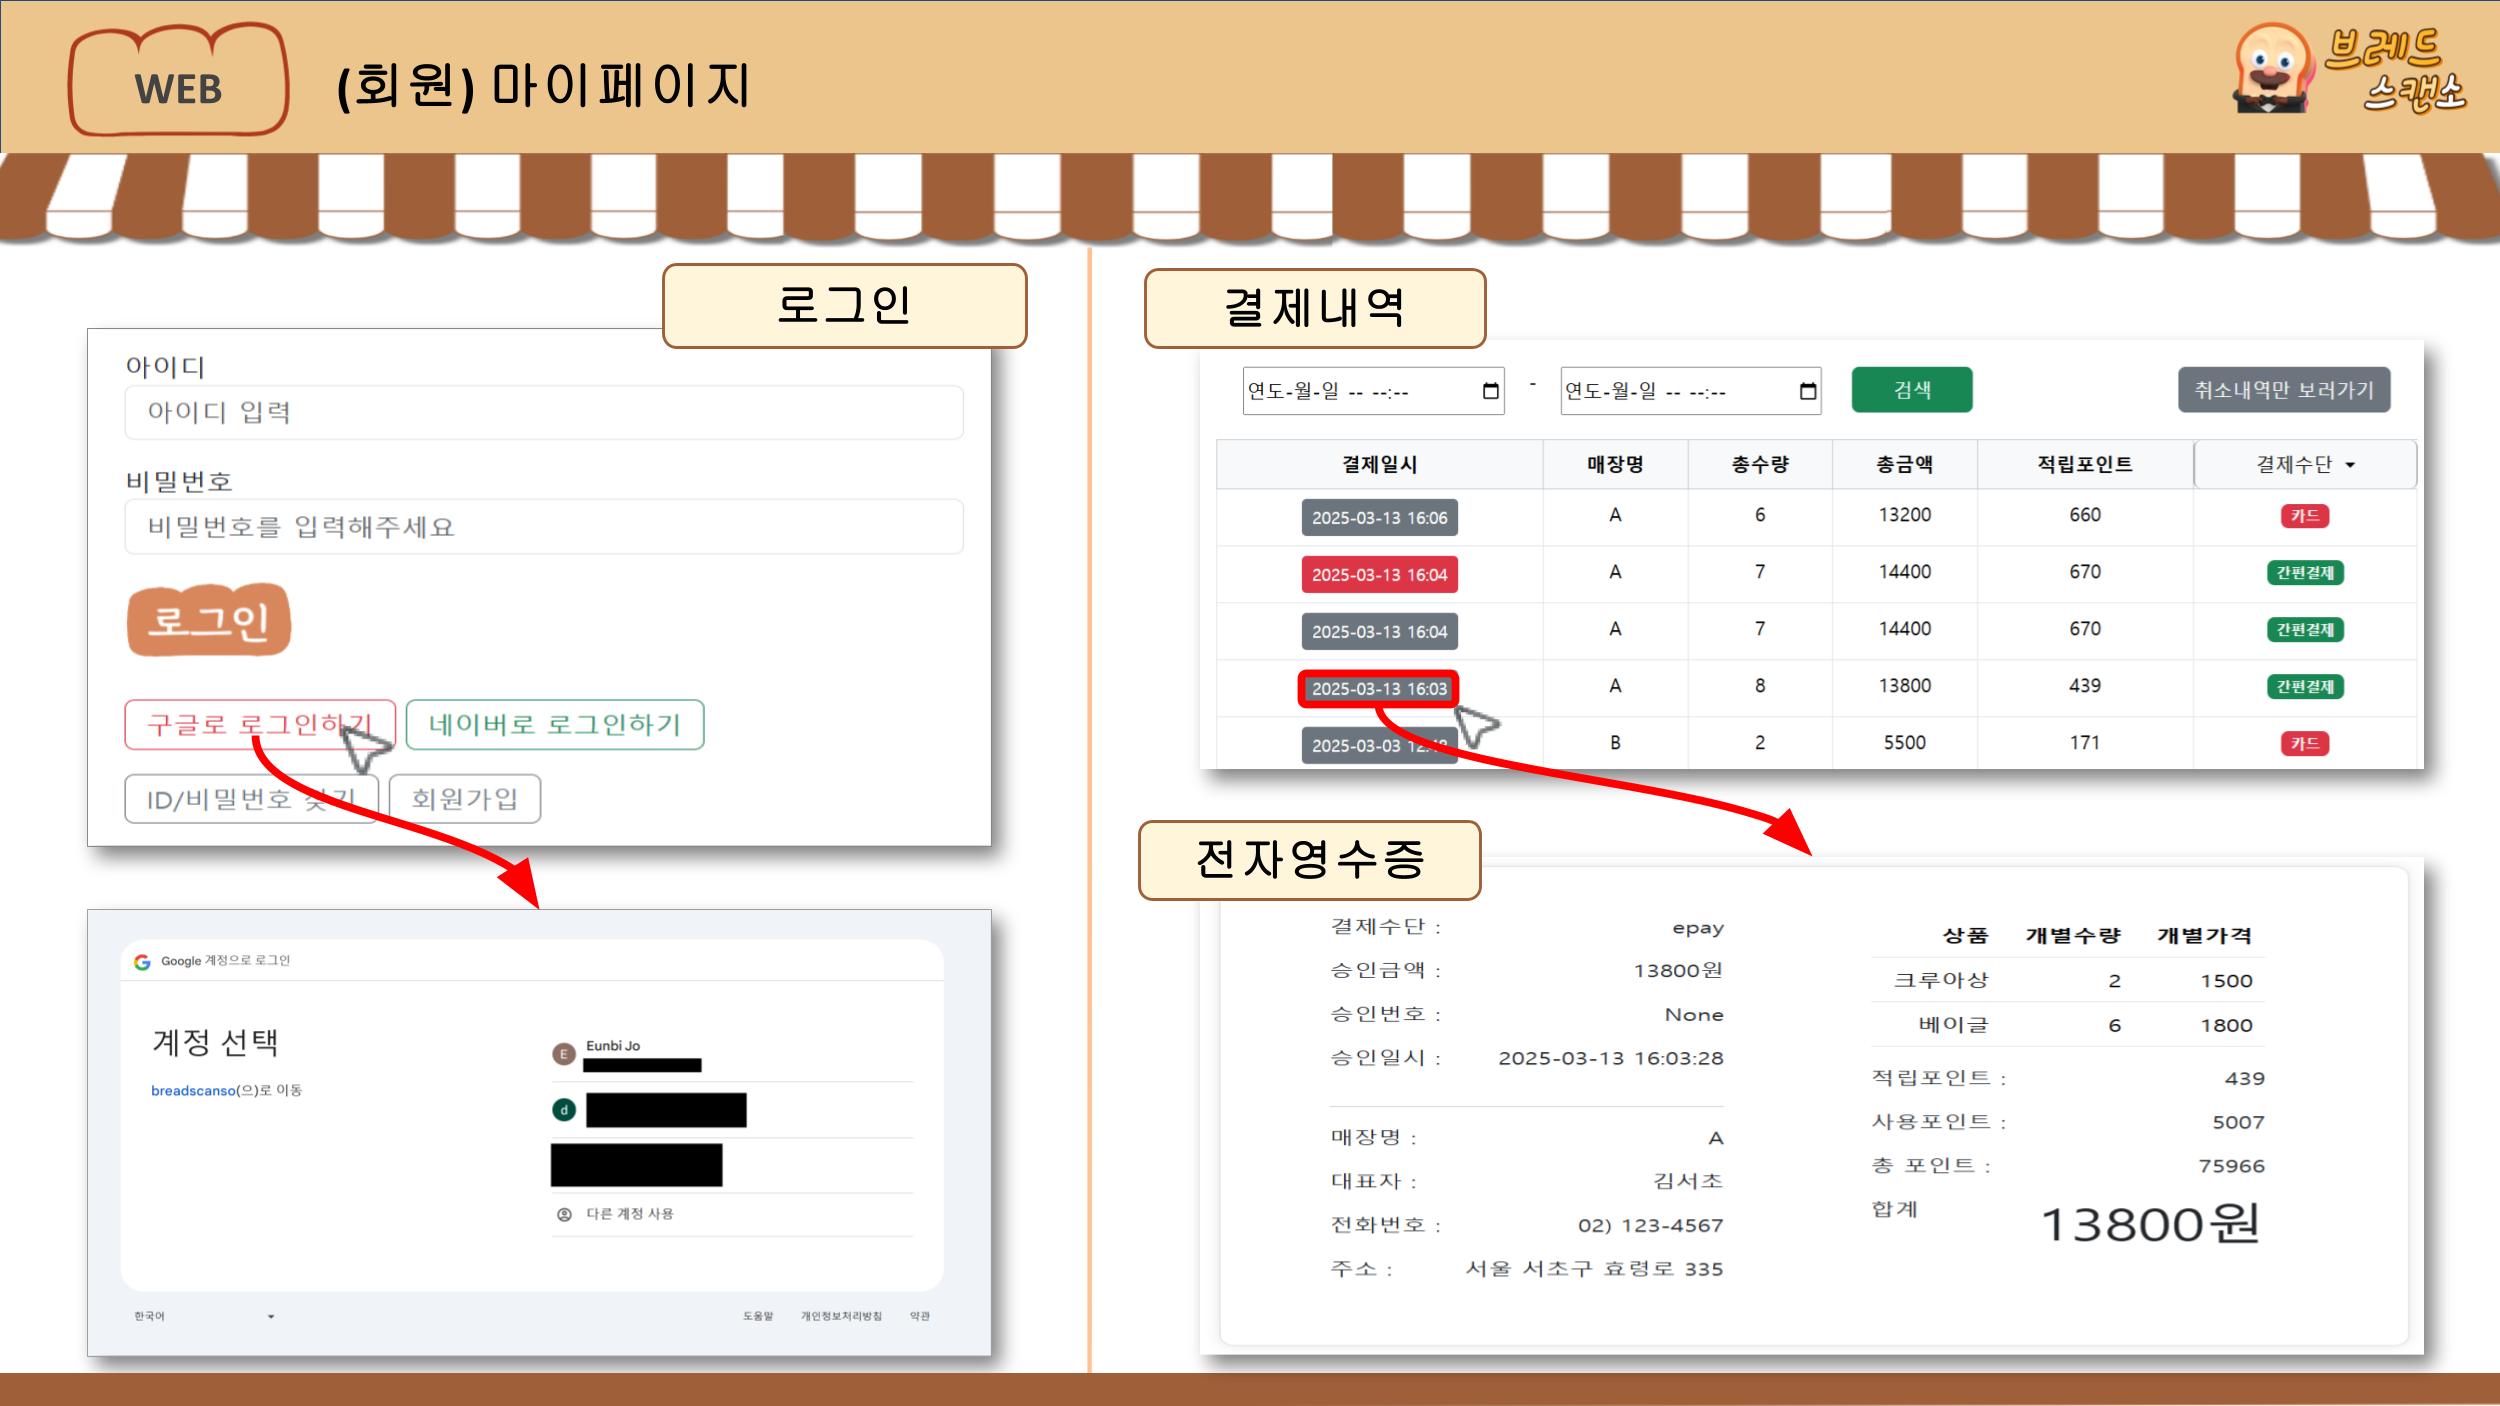 WEB
(회원) 마이페이지
브레드
스캔소
로그인
아이디
아이디 입력
비밀번호
비밀번호를 입력해주세요
로그인
구글로 로그인하기
네이버로 로그인하기
ID/비밀번호 찾기
회원가입
Google 계정으로 로그인
계정 선택
breadscanso(으)로 이동
E
Eunbi Jo
d
다른 계정 사용
한국어
도움말
개인정보처리방침
약관
결제내역
연도-월-일 -- --:-- - 연도-월-일 -- --:--
검색
취소내역만 보러가기
결제일시 매장명 총수량 총금액 적립포인트 결제수단
2025-03-13 16:06 A 6 13200 660 카드
2025-03-13 16:04 A 7 14400 670 간편결제
2025-03-13 16:04 A 7 14400 670 간편결제
2025-03-13 16:03 A 8 13800 439 간편결제
2025-03-03 B 2 5500 171 카드
전자영수증
결제수단 : epay
승인금액 : 13800원
승인번호 : None
승인일시 : 2025-03-13 16:03:28
매장명 : A
대표자 : 김서초
전화번호 : 02) 123-4567
주소 : 서울 서초구 효령로 335
상품 개별수량 개별가격
크루아상 2 1500
베이글 6 1800
적립포인트 : 439
사용포인트 : 5007
총 포인트 : 75966
합계 13800원